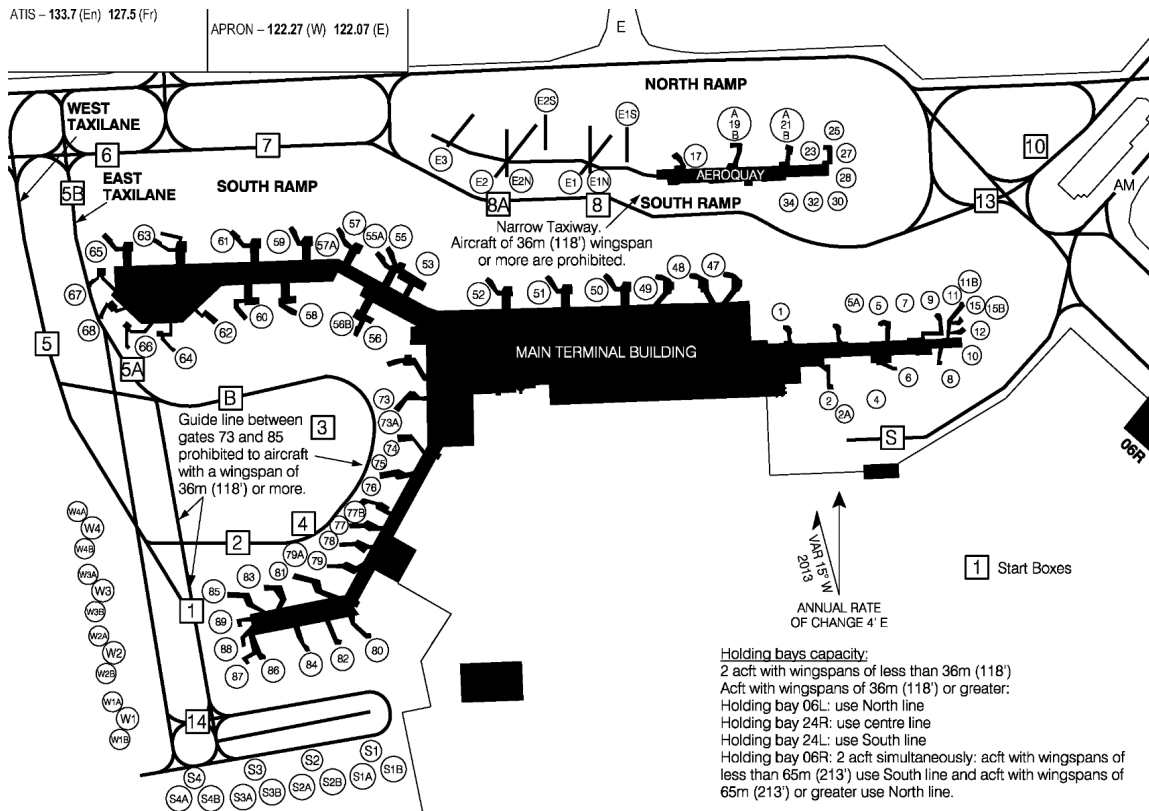 ATIS – 133.7 (En) 127.5 (Fr)
APRON – 122.27 (W) 122.07 (E)
E
NORTH RAMP
WEST
TAXILANE
6
7
5B
EAST
TAXILANE
SOUTH RAMP
E2S
E1S
E3
E2
E2N
E1
E1N
8A
8
A
19
B
A
21
B
17
23
25
27
28
AEROQUAY
SOUTH RAMP
34
32
30
10
13
AM
Narrow Taxiway.
Aircraft of 36m (118') wingspan
or more are prohibited.
65
63
61
59
57A
57
55A
55
53
67
68
66
64
62
60
58
56B
56
5
5A
52
51
50
49
48
47
MAIN TERMINAL BUILDING
1
5A
5
7
9
11
11B
15
15B
12
10
8
6
4
2
2A
S
06R
B
3
Guide line between
gates 73 and 85
prohibited to aircraft
with a wingspan of
36m (118') or more.
73
73A
74
75
76
77B
77
78
79A
79
4
2
81
83
85
89
88
87
86
84
82
80
1
14
W4A
W4
W4B
W3A
W3
W3B
W2A
W2
W2B
W1A
W1
W1B
S4
S3
S2
S1
S4A
S4B
S3A
S3B
S2A
S2B
S1A
S1B
VAR 15° W
2013
ANNUAL RATE
OF CHANGE 4' E
1 Start Boxes
Holding bays capacity:
2 acft with wingspans of less than 36m (118')
Acft with wingspans of 36m (118') or greater:
Holding bay 06L: use North line
Holding bay 24R: use centre line
Holding bay 24L: use South line
Holding bay 06R: 2 acft simultaneously: acft with wingspans of
less than 65m (213') use South line and acft with wingspans of
65m (213') or greater use North line.